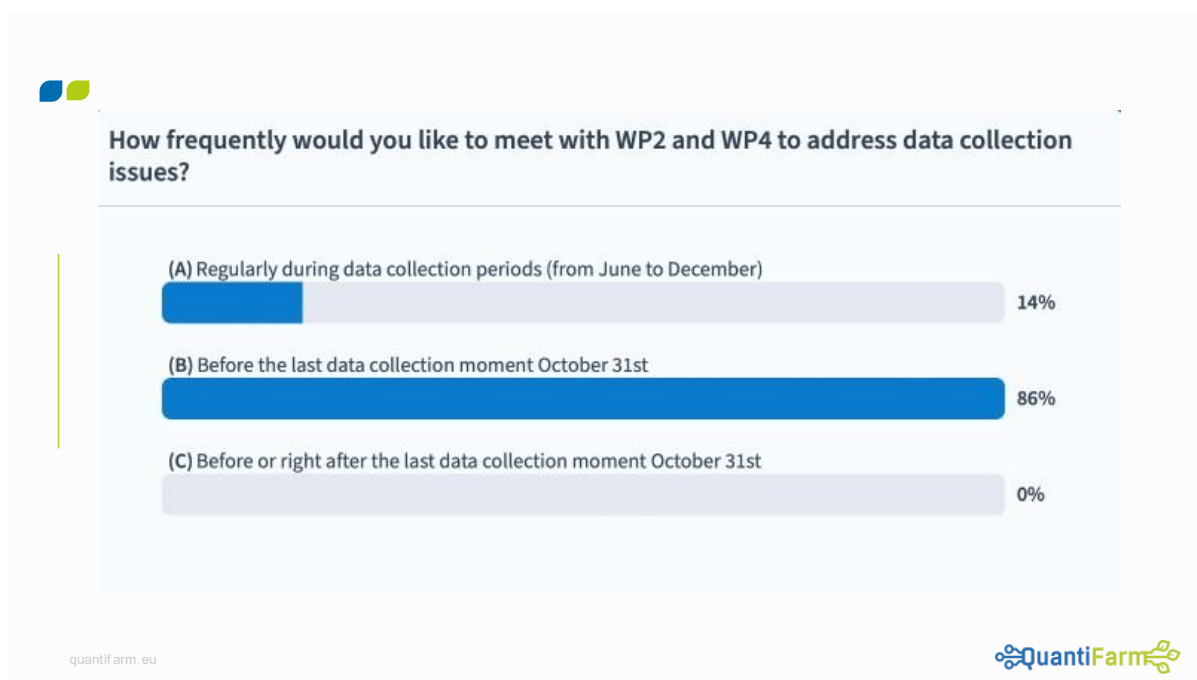 How frequently would you like to meet with WP2 and WP4 to address data collection
issues?
(A) Regularly during data collection periods (from June to December)
14%
(B) Before the last data collection moment October 31st
86%
(C) Before or right after the last data collection moment October 31st
0%
quantifarm.eu
QuantiFarm